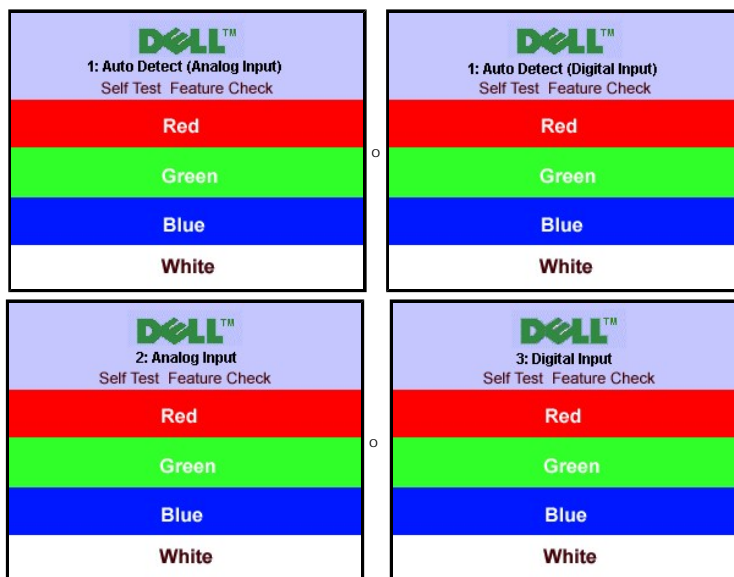 DELL™
1: Auto Detect (Analog Input)
Self Test Feature Check
Red
Green
Blue
White
o
DELL™
1: Auto Detect (Digital Input)
Self Test Feature Check
Red
Green
Blue
White
DELL™
2: Analog Input
Self Test Feature Check
Red
Green
Blue
White
o
DELL™
3: Digital Input
Self Test Feature Check
Red
Green
Blue
White